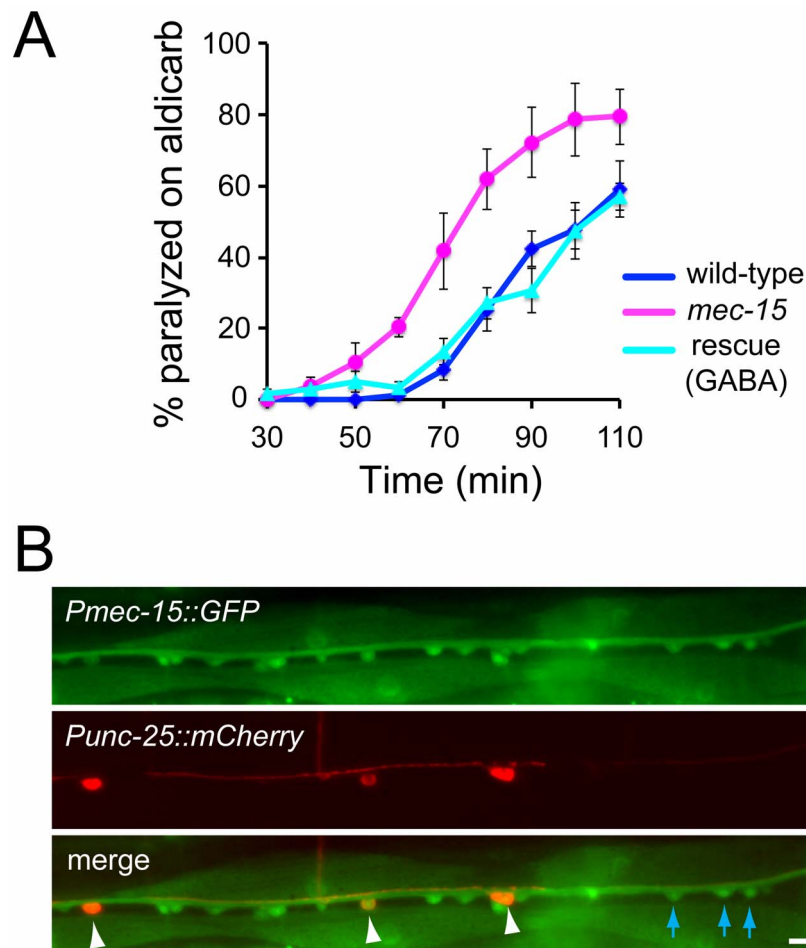 A
% paralyzed on aldicarb
100
80
60
40
20
0
30 50 70 90 110
Time (min)
wild-type
mec-15
rescue
(GABA)
B
Pmec-15::GFP
Punc-25::mCherry
merge